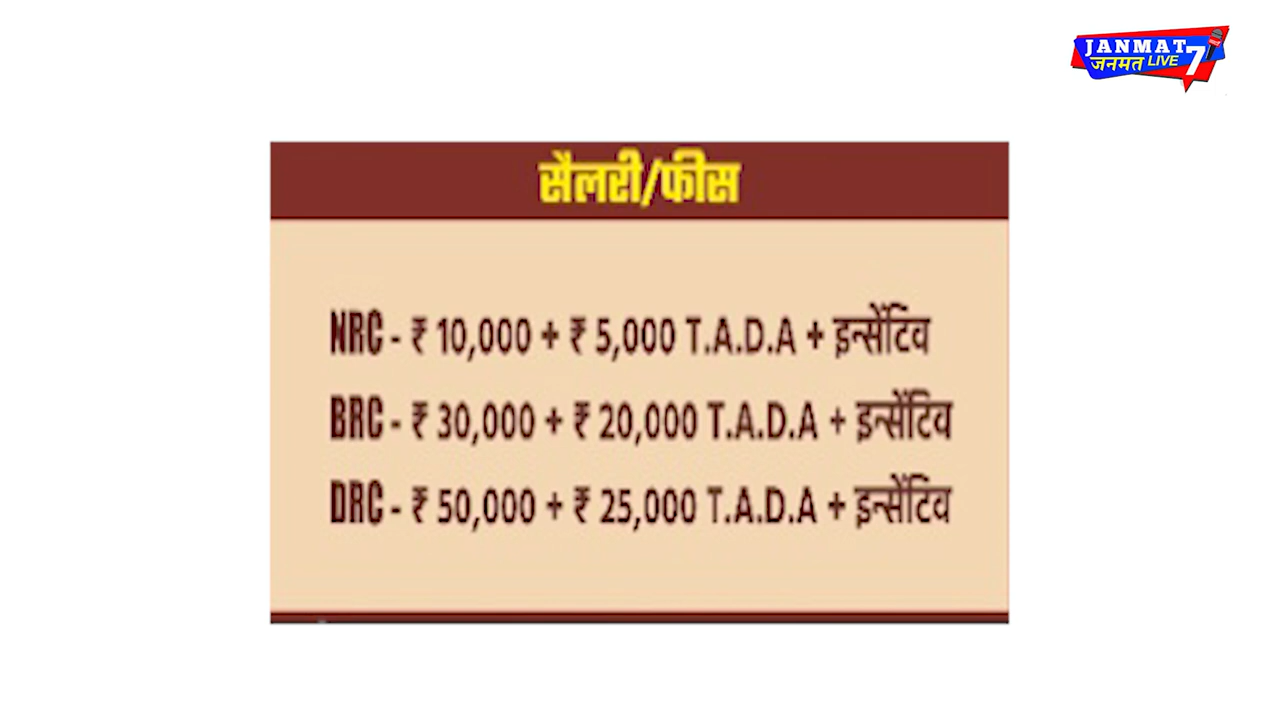 JANMAT
जनमत LIVE 7
सैलरी/फीस
NRC - ₹ 10,000 + ₹ 5,000 T.A.D.A + इन्सेंटिव
BRC - ₹ 30,000 + ₹ 20,000 T.A.D.A + इन्सेंटिव
DRC - ₹ 50,000 + ₹ 25,000 T.A.D.A + इन्सेंटिव